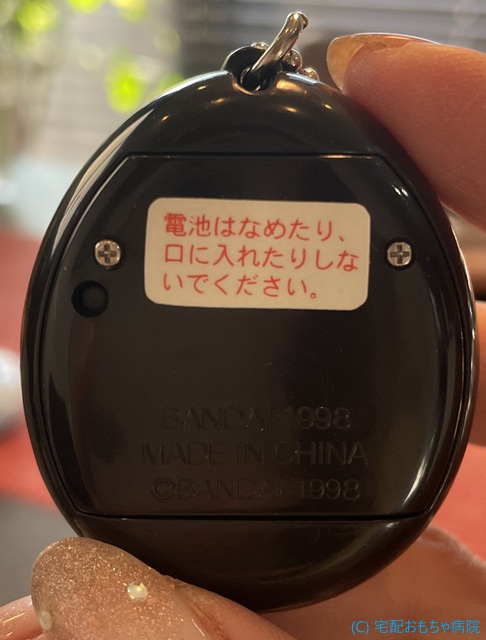 電池はなめたり、
口に入れたりしな
いでください。
BANDAI 1998
MADE IN CHINA
©BANDAI 1998
(C) 宅配おもちゃ病院